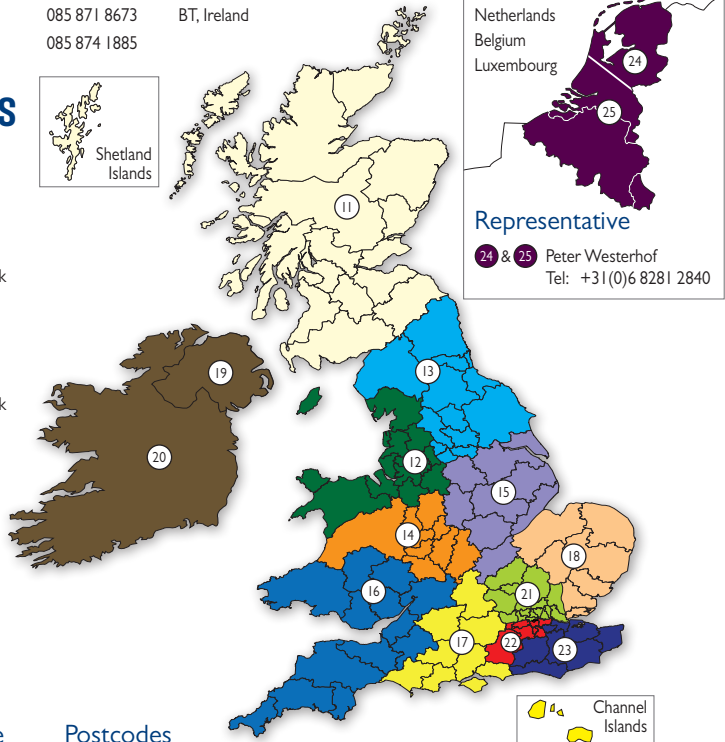 085 871 8673 BT, Ireland
085 874 1885
s
Shetland
Islands
Netherlands
Belgium
Luxembourg
24
25
Representative
24 & 25 Peter Westerhof
Tel: +31(0)6 8281 2840
11
k
13
19
k
20
12
15
14
18
16
21
17
22
23
Channel
Islands
e Postcodes